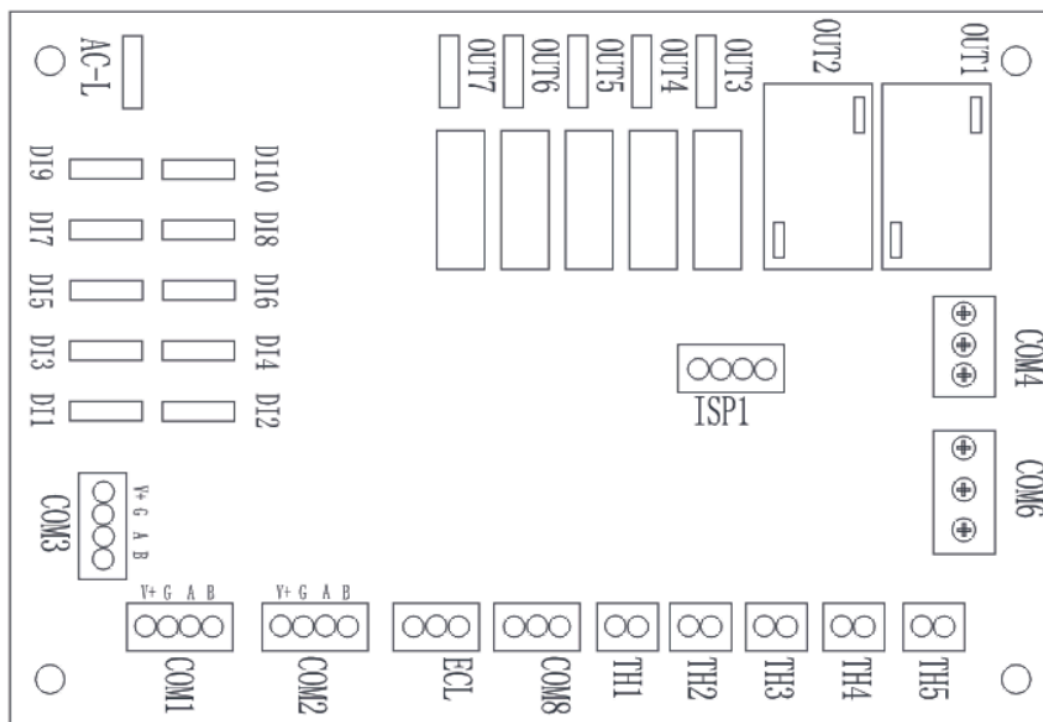 AC-L
OUT7
OUT6
OUT5
OUT4
OUT3
OUT2
OUT1
DI9
DI10
DI7
DI8
DI5
DI6
DI3
DI4
DI1
DI2
COM4
ISP1
COM6
COM3
V+ G A B
V+ G A B
V+ G A B
COM1
COM2
ECL
COM8
TH1
TH2
TH3
TH4
TH5